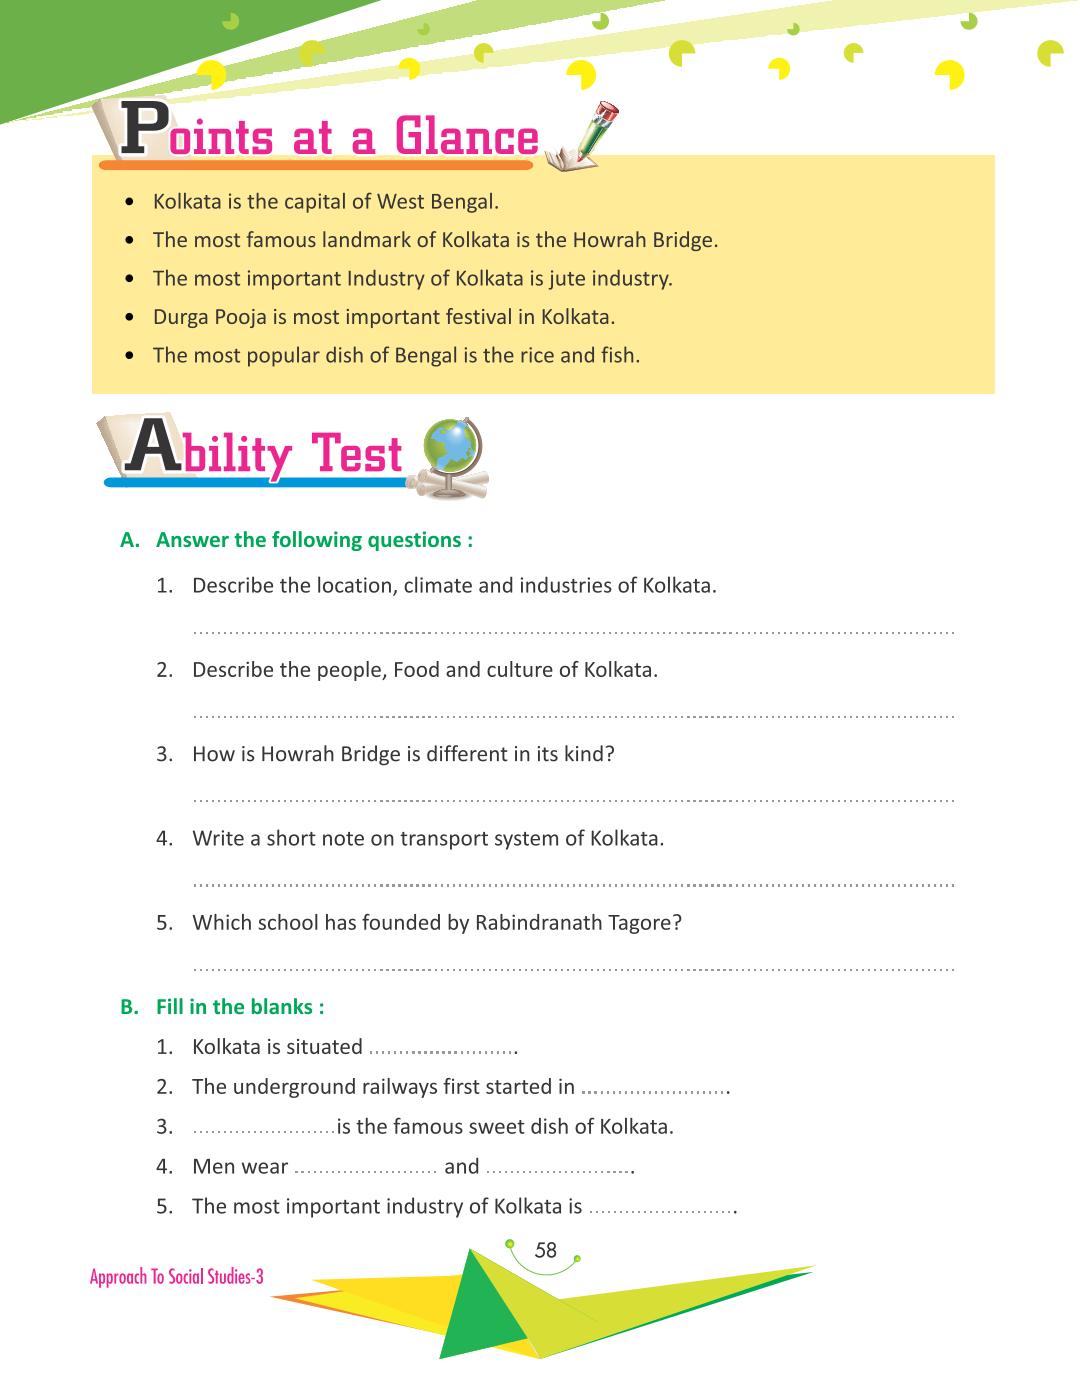 Points at a Glance
• Kolkata is the capital of West Bengal.
• The most famous landmark of Kolkata is the Howrah Bridge.
• The most important Industry of Kolkata is jute industry.
• Durga Pooja is most important festival in Kolkata.
• The most popular dish of Bengal is the rice and fish.
Ability Test
A. Answer the following questions :
1. Describe the location, climate and industries of Kolkata.
2. Describe the people, Food and culture of Kolkata.
3. How is Howrah Bridge is different in its kind?
4. Write a short note on transport system of Kolkata.
5. Which school has founded by Rabindranath Tagore?
B. Fill in the blanks :
1. Kolkata is situated ........................
2. The underground railways first started in ........................
3. ........................is the famous sweet dish of Kolkata.
4. Men wear ........................ and ........................
5. The most important industry of Kolkata is ........................
58
Approach To Social Studies-3